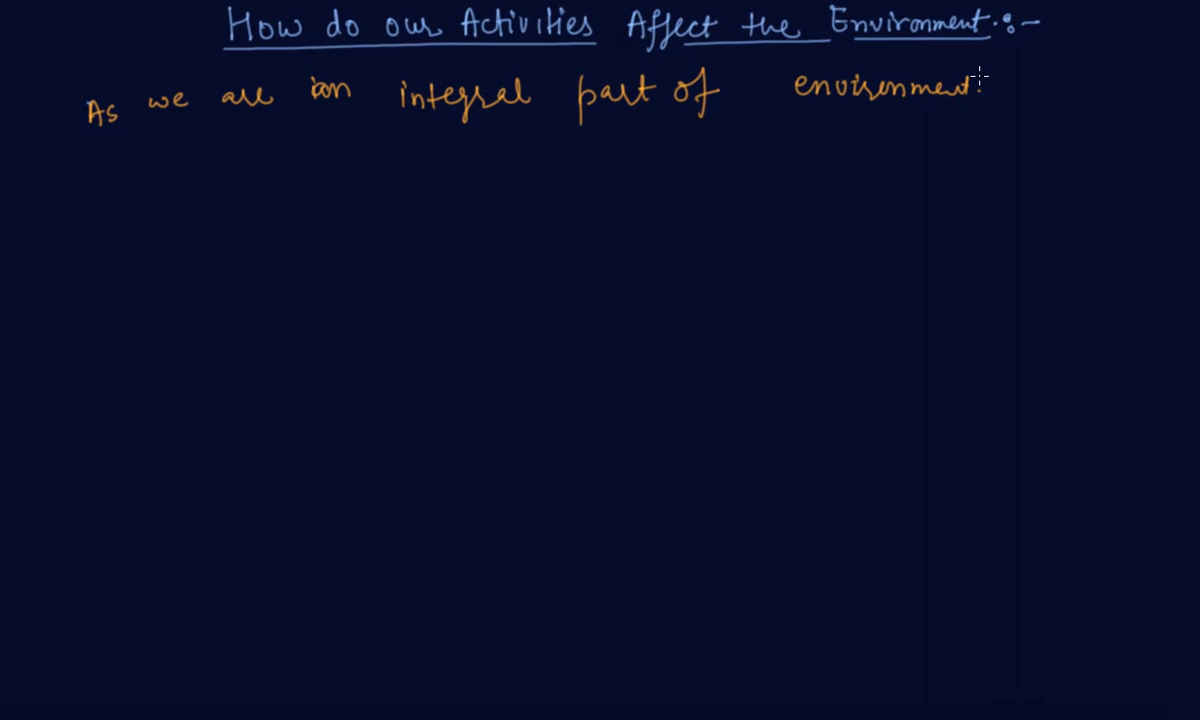 How do our Activities Affect the Environment :-
As we are an integral part of environment.